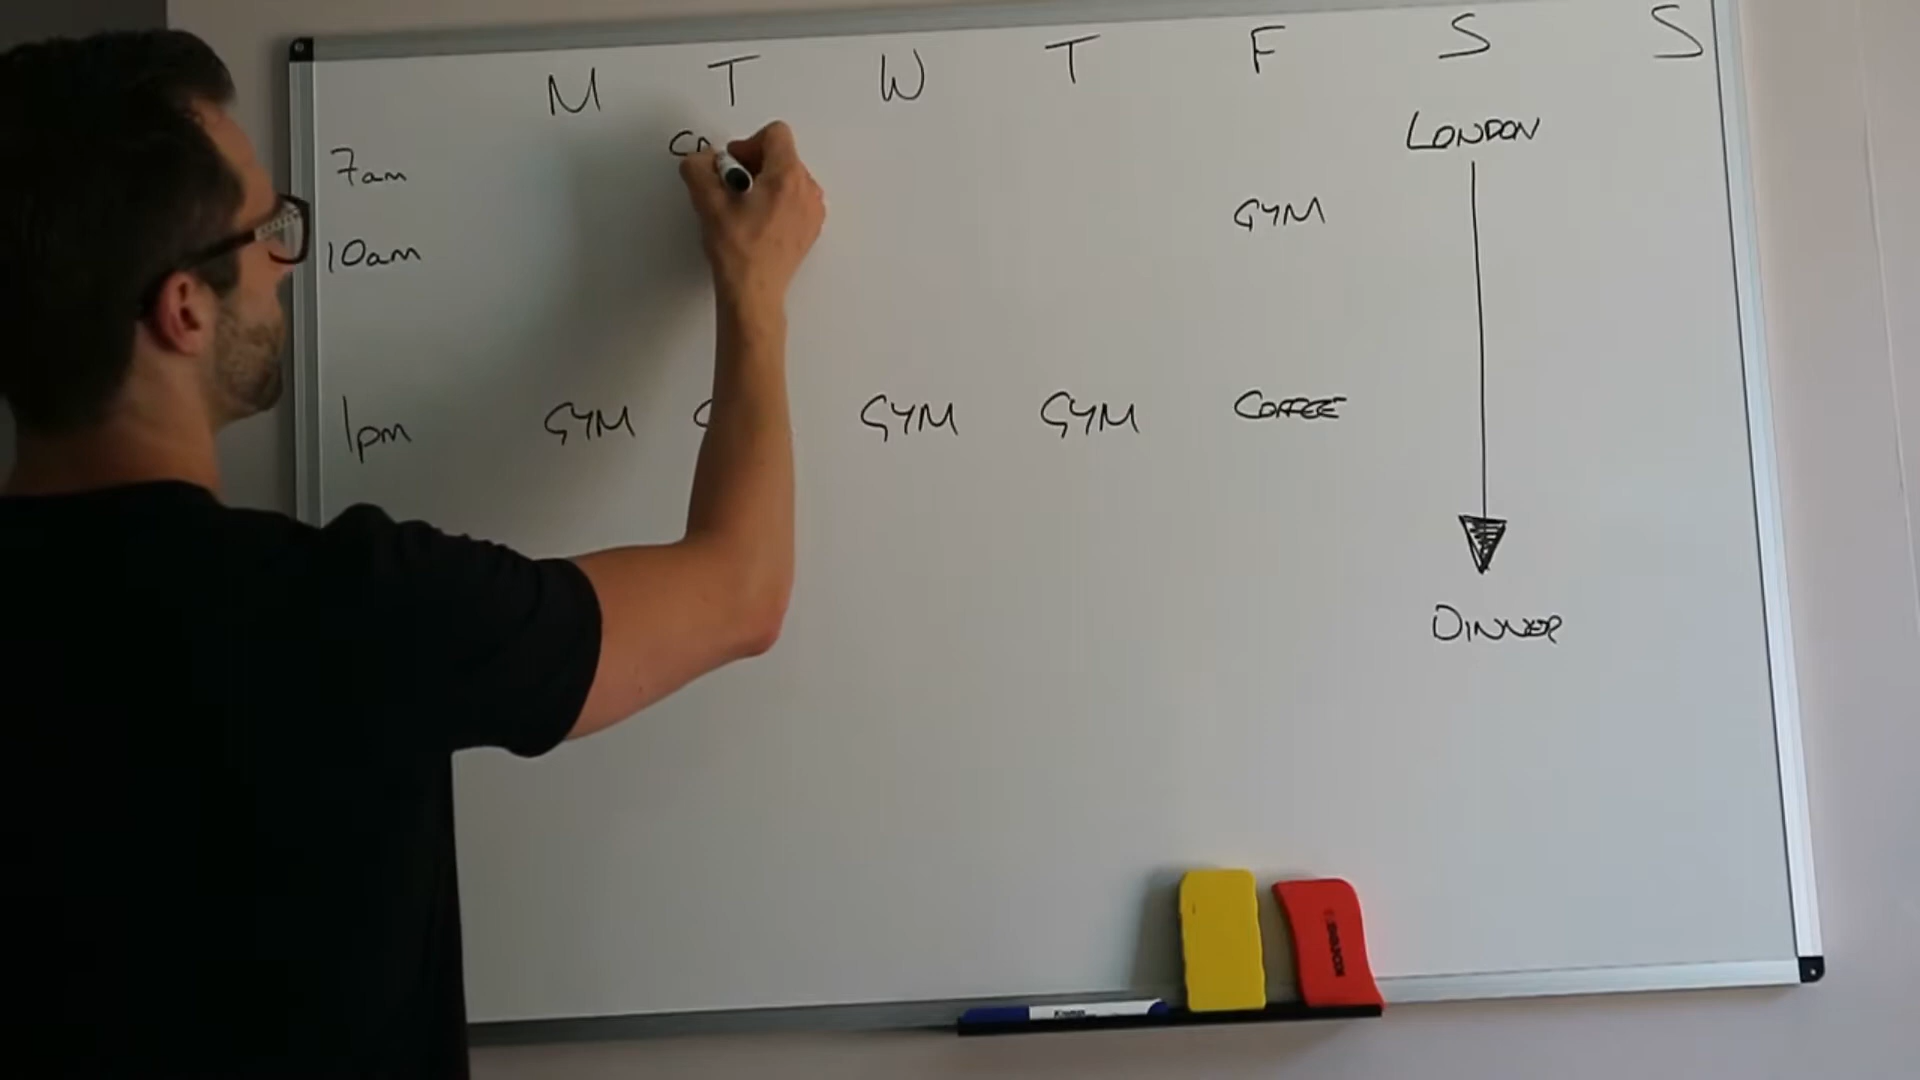 M T W T F S S
7am
LONDON
10am
GYM
1pm GYM GYM GYM COFFEE
DINNER